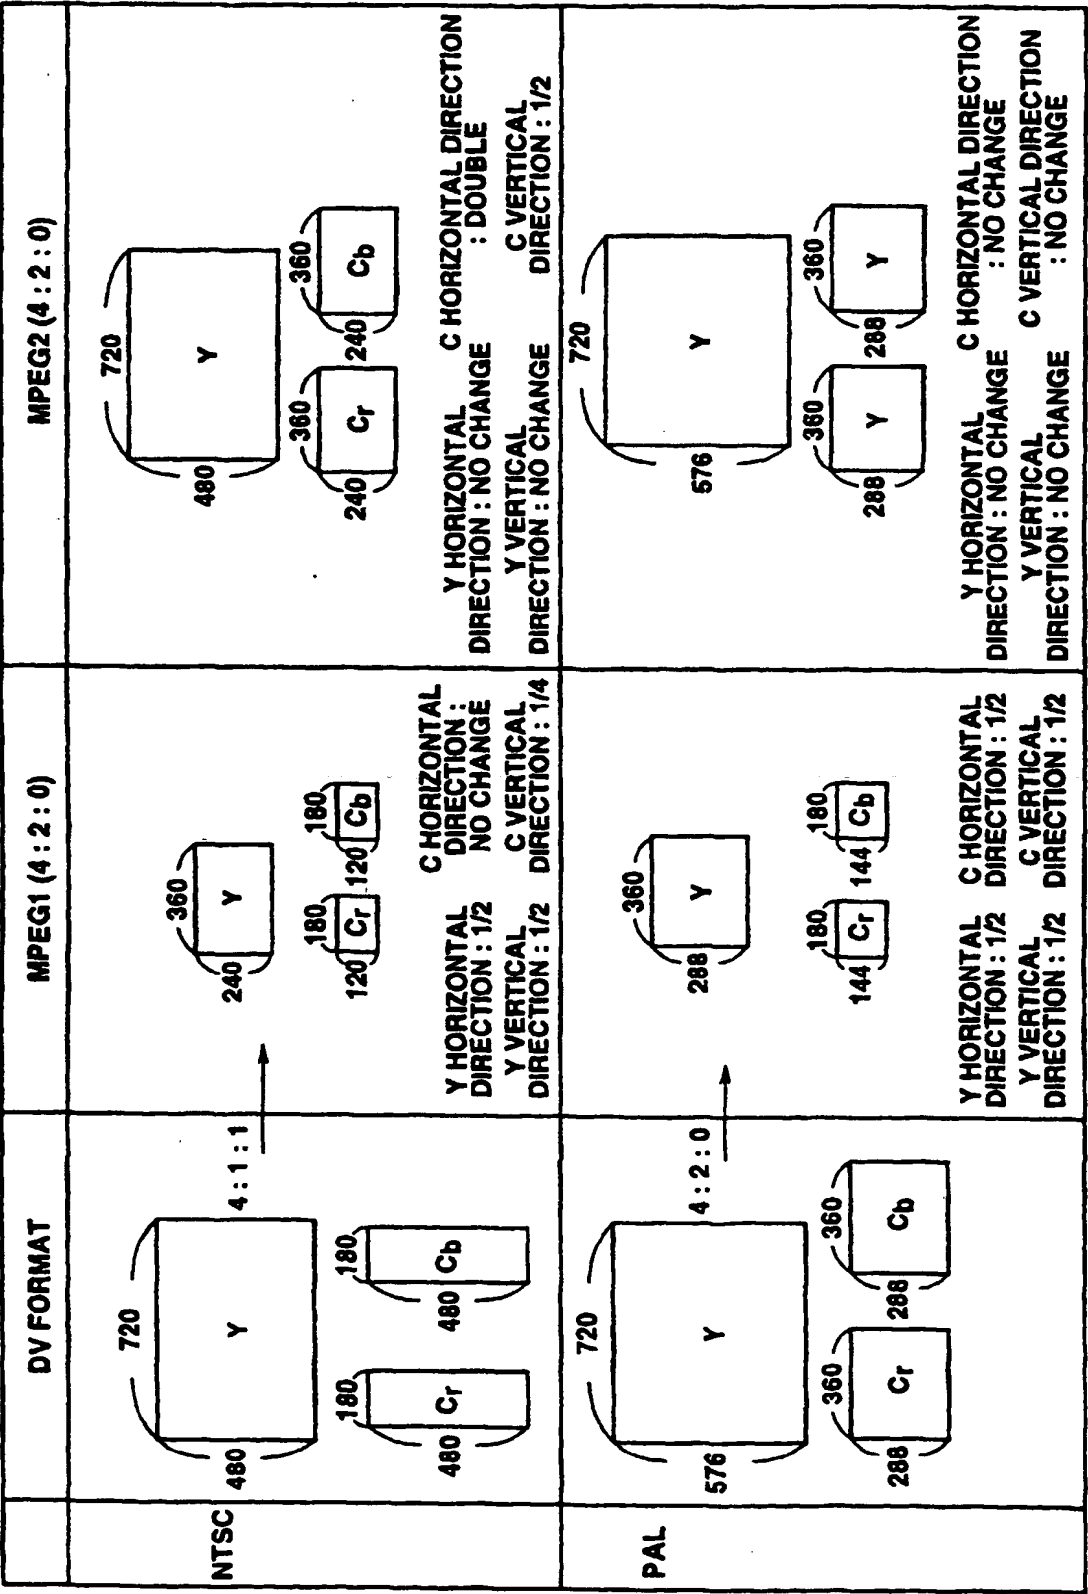 DV FORMAT
MPEG1 (4 : 2 : 0)
MPEG2 (4 : 2 : 0)
NTSC
720
480
Y
4 : 1 : 1
180
480
Cr
180
480
Cb
360
240
Y
180
120
Cr
180
120
Cb
Y HORIZONTAL
DIRECTION : 1/2
Y VERTICAL
DIRECTION : 1/2
C HORIZONTAL
DIRECTION :
NO CHANGE
C VERTICAL
DIRECTION : 1/4
720
480
Y
360
240
Cr
360
240
Cb
Y HORIZONTAL
DIRECTION : NO CHANGE
Y VERTICAL
DIRECTION : NO CHANGE
C HORIZONTAL DIRECTION
: DOUBLE
C VERTICAL
DIRECTION : 1/2
PAL
720
576
Y
4 : 2 : 0
360
288
Cr
360
288
Cb
360
288
Y
180
144
Cr
180
144
Cb
Y HORIZONTAL
DIRECTION : 1/2
Y VERTICAL
DIRECTION : 1/2
C HORIZONTAL
DIRECTION : 1/2
C VERTICAL
DIRECTION : 1/2
720
576
Y
360
288
Y
360
288
Y
Y HORIZONTAL
DIRECTION : NO CHANGE
Y VERTICAL
DIRECTION : NO CHANGE
C HORIZONTAL DIRECTION
: NO CHANGE
C VERTICAL DIRECTION
: NO CHANGE